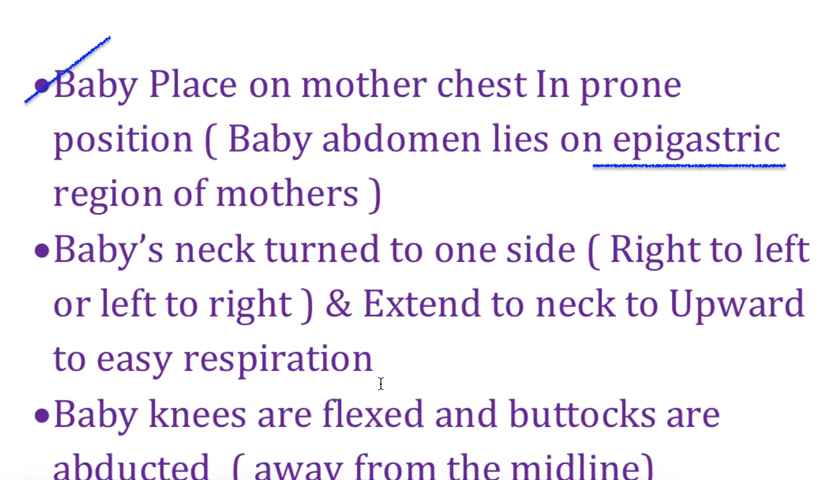 •Baby Place on mother chest In prone
position ( Baby abdomen lies on epigastric
region of mothers )
•Baby’s neck turned to one side ( Right to left
or left to right ) & Extend to neck to Upward
to easy respiration
•Baby knees are flexed and buttocks are
abducted  ( away from the midline)